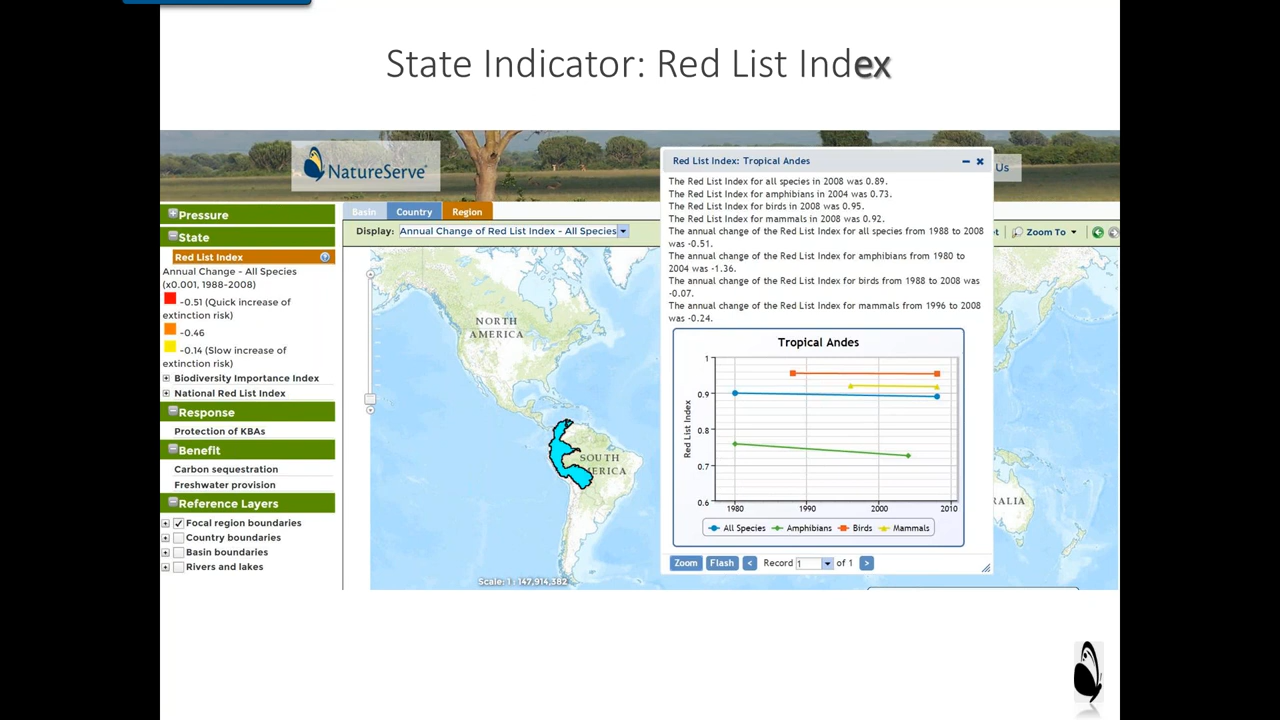 State Indicator: Red List Index
NatureServe
Us
Pressure
State
Red List Index
Annual Change - All Species
(x0.001, 1988-2008)
-0.51 (Quick increase of
extinction risk)
-0.46
-0.14 (Slow increase of
extinction risk)
Biodiversity Importance Index
National Red List Index
Response
Protection of KBAs
Benefit
Carbon sequestration
Freshwater provision
Reference Layers
Focal region boundaries
Country boundaries
Basin boundaries
Rivers and lakes
Basin Country Region
Display: Annual Change of Red List Index - All Species
Zoom To
NORTH
AMERICA
SOUTH
ERICA
ALIA
Scale: 1 : 147,914,382
Red List Index: Tropical Andes
The Red List Index for all species in 2008 was 0.89.
The Red List Index for amphibians in 2004 was 0.73.
The Red List Index for birds in 2008 was 0.95.
The Red List Index for mammals in 2008 was 0.92.
The annual change of the Red List Index for all species from 1988 to 2008
was -0.51.
The annual change of the Red List Index for amphibians from 1980 to
2004 was -1.36.
The annual change of the Red List Index for birds from 1988 to 2008 was
-0.07.
The annual change of the Red List Index for mammals from 1996 to 2008
was -0.24.
Tropical Andes
Red List Index
1
0.9
0.8
0.7
0.6
1980 1990 2000 2010
All Species Amphibians Birds Mammals
Zoom Flash < Record 1 of 1 >